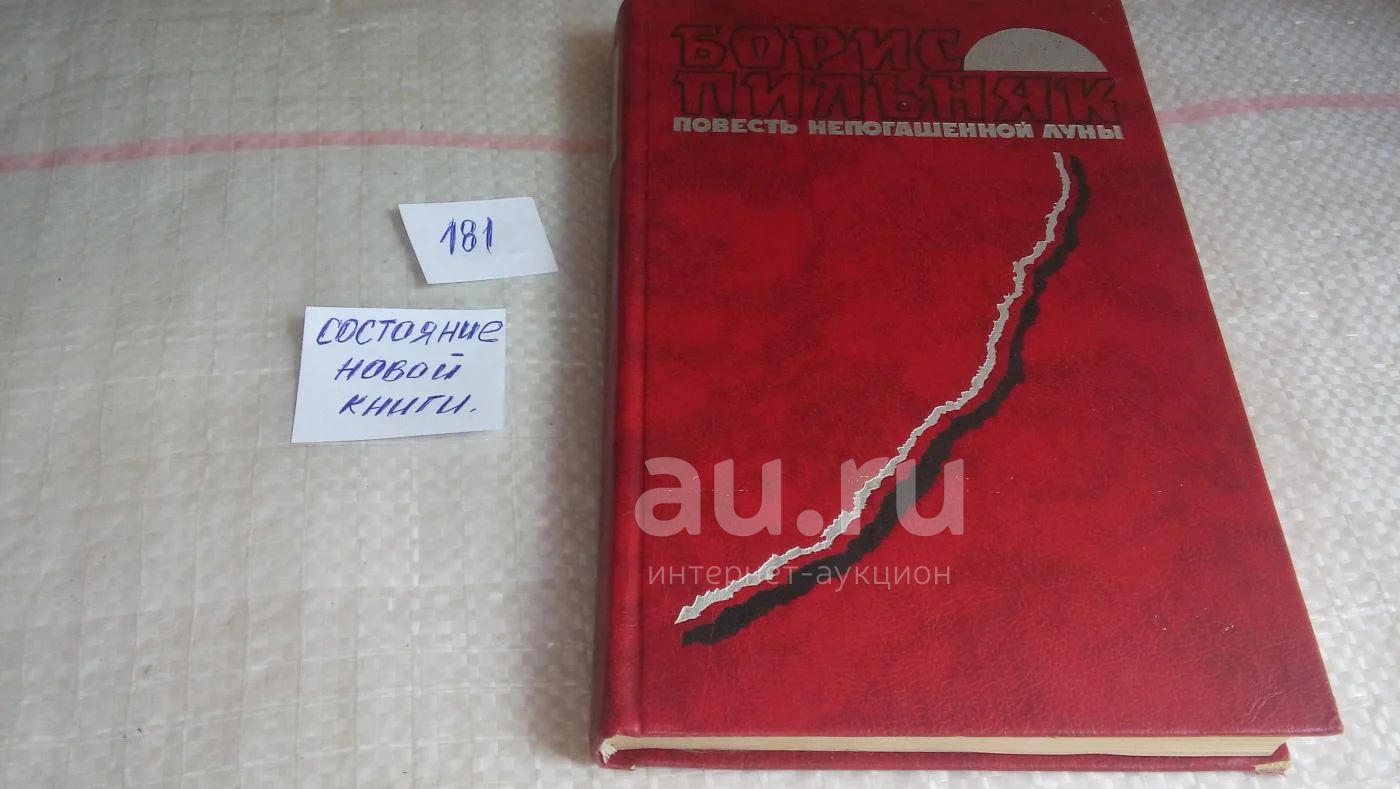 БОРИС
ПИЛЬНЯК
ПОВЕСТЬ НЕПОГАШЕННОЙ ЛУНЫ
181
СОСТОЯНИЕ
НОВОЙ
КНИГИ.
au.ru
интернет-аукцион